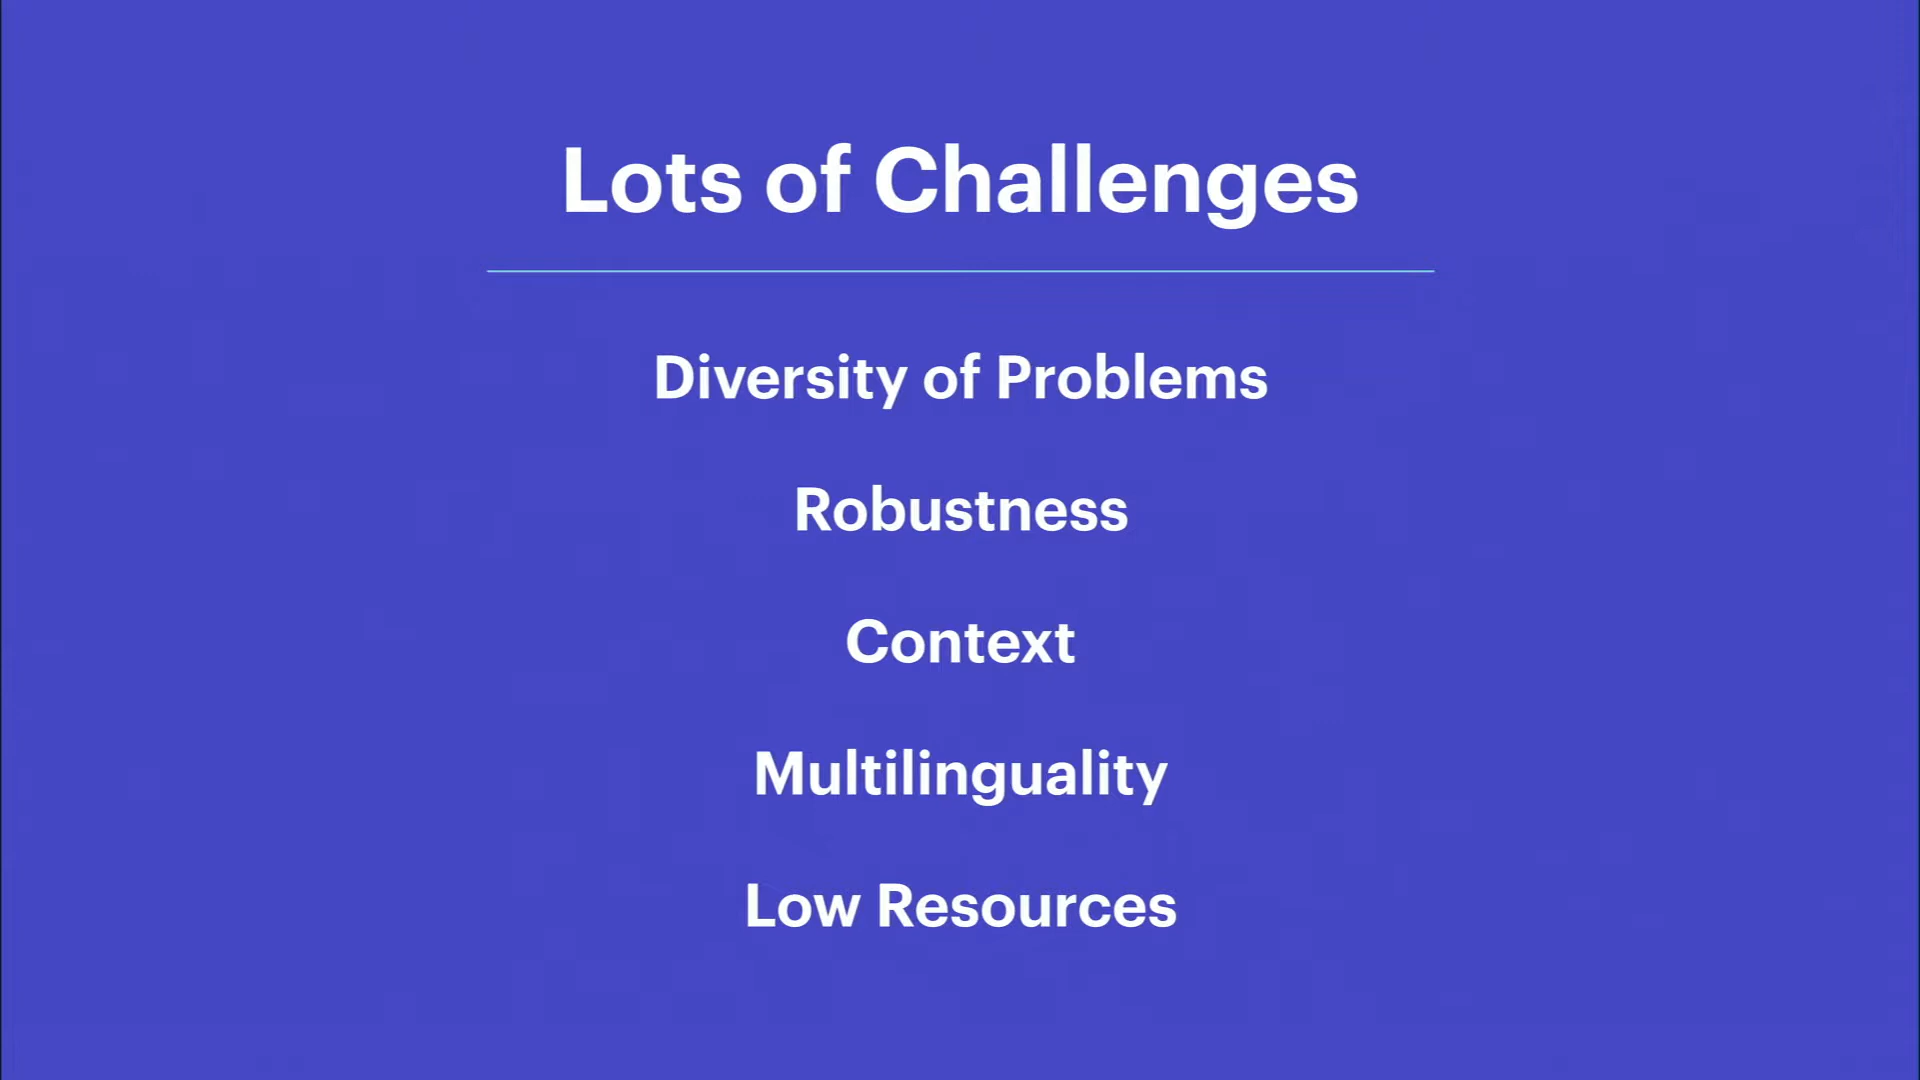 Lots of Challenges
Diversity of Problems
Robustness
Context
Multilinguality
Low Resources